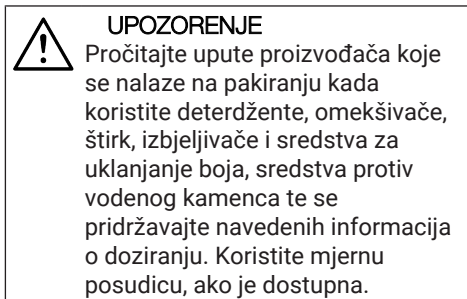 UPOZORENJE
Pročitajte upute proizvođača koje
se nalaze na pakiranju kada
koristite deterdžente, omekšivače,
štirk, izbjeljivače i sredstva za
uklanjanje boja, sredstva protiv
vodenog kamenca te se
pridržavajte navedenih informacija
o doziranju. Koristite mjernu
posudicu, ako je dostupna.